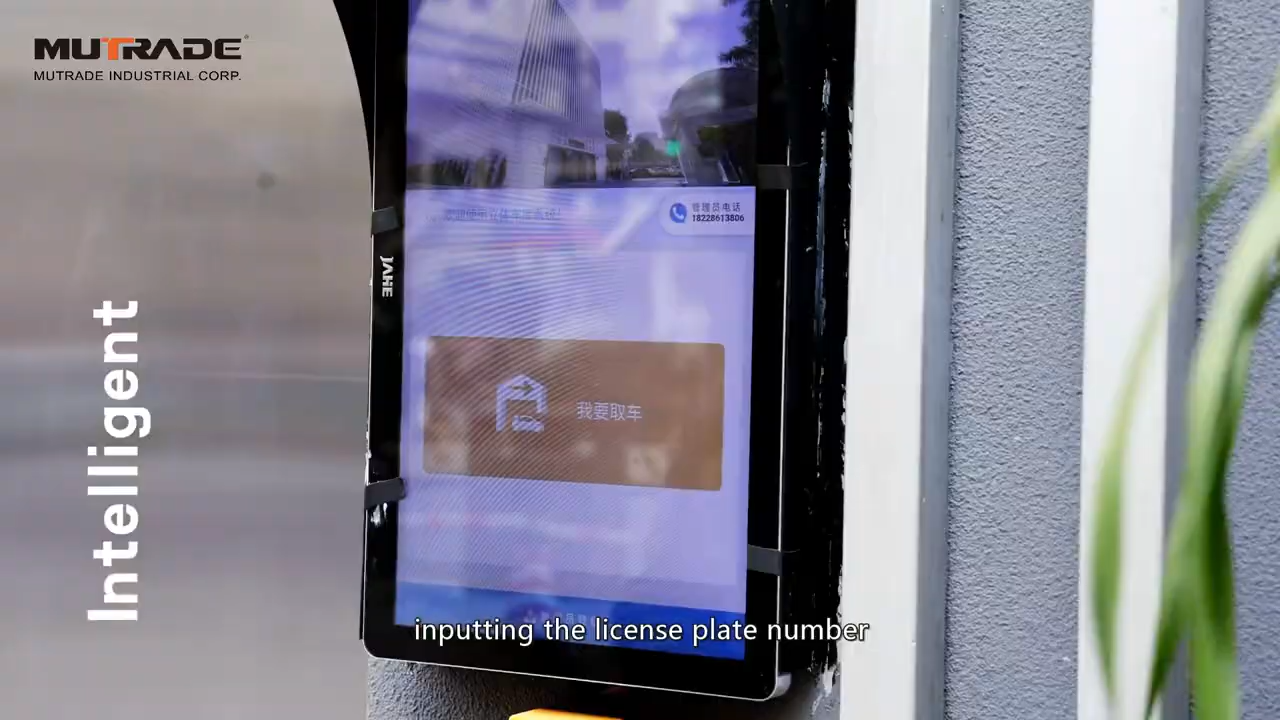 MUTRADE
MUTRADE INDUSTRIAL CORP.
管理员电话
18228613806
JAHE
我要取车
Intelligent
inputting the license plate number